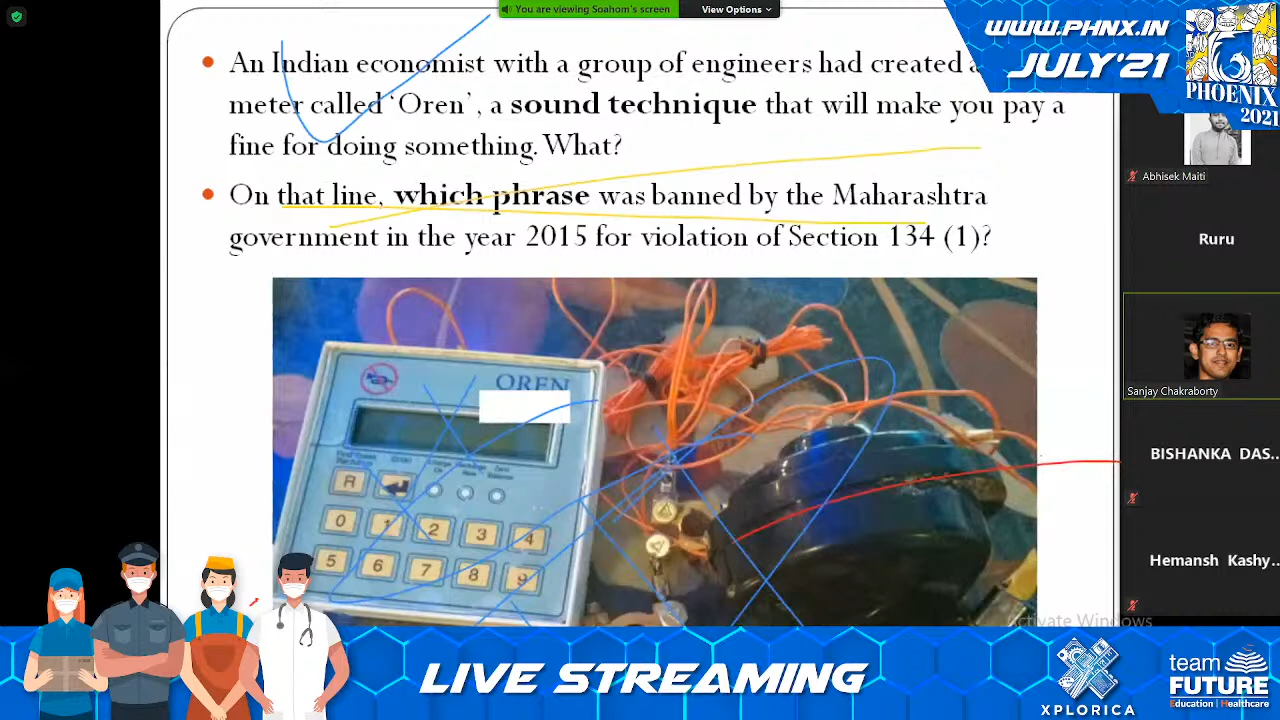 You are viewing Soahom's screen
View Options
WWW.PHNX.IN
JULY'21
PHOENIX
2021
An Indian economist with a group of engineers had created a
meter called 'Oren', a sound technique that will make you pay a
fine for doing something. What?
On that line, which phrase was banned by the Maharashtra
government in the year 2015 for violation of Section 134 (1)?
Abhisek Maiti
Ruru
Sanjay Chakraborty
BISHANKA DAS...
Hemansh Kashy...
OREN
R
0 1 2 3 4
5 6 7 8 9
Activate Windows
LIVE STREAMING
XPLORICA
team
FUTURE
Education | Healthcare